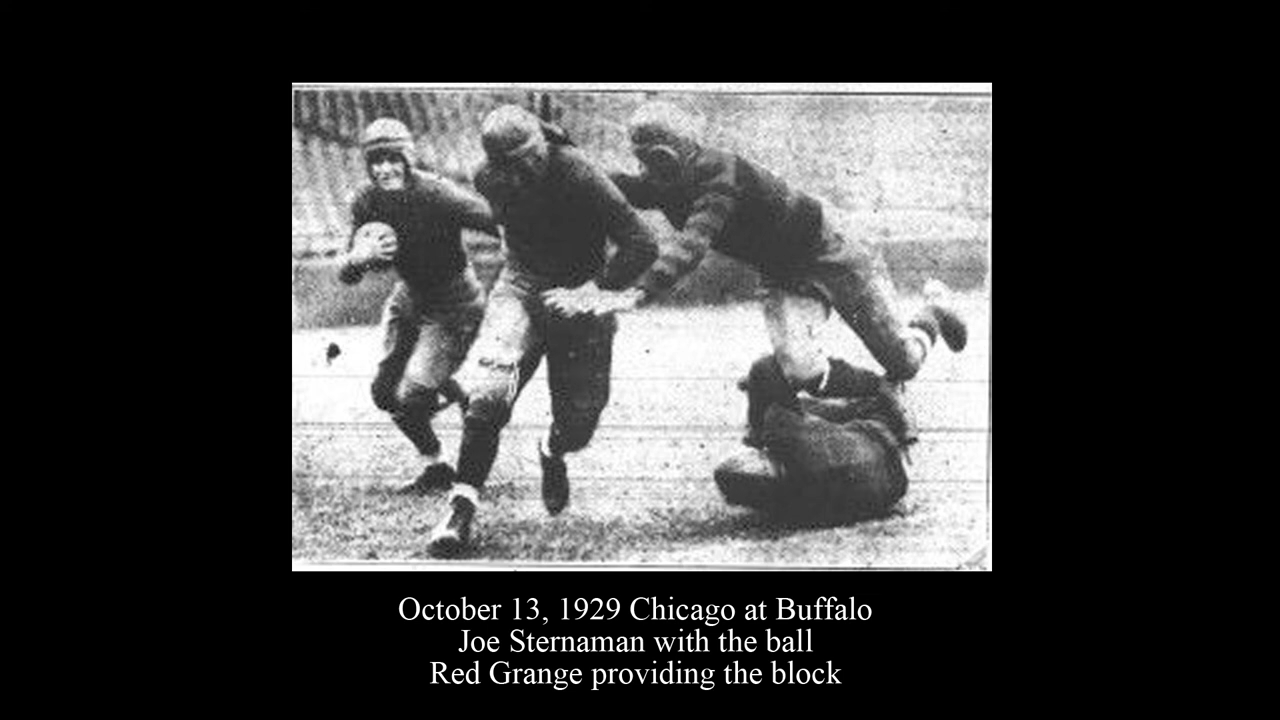 October 13, 1929 Chicago at Buffalo
Joe Sternaman with the ball
Red Grange providing the block